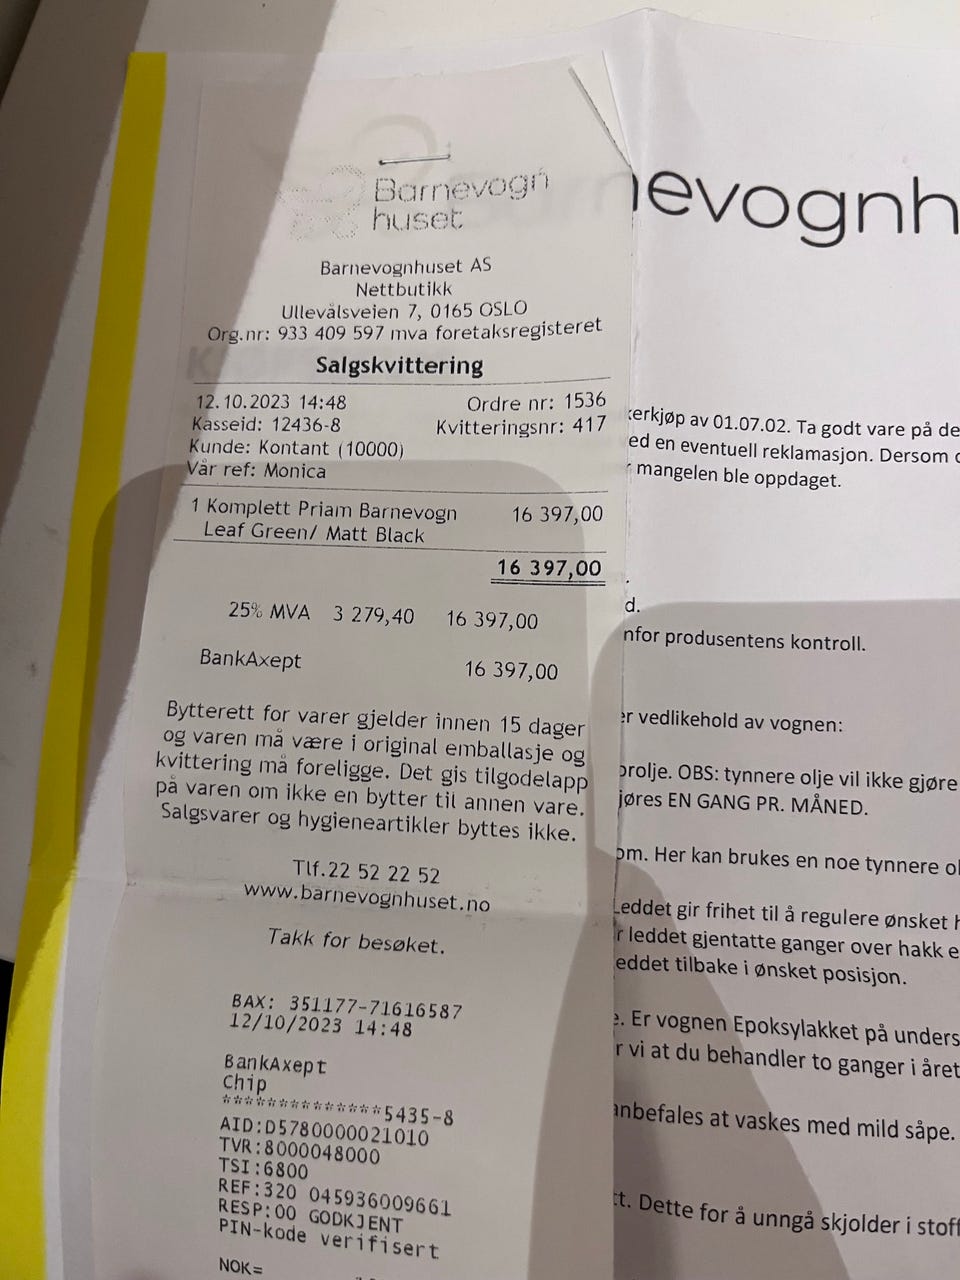 Barnevogn
huset
Barnevognhuset AS
Nettbutikk
Ullevålsveien 7, 0165 OSLO
Org.nr: 933 409 597 mva foretaksregisteret
Salgskvittering
12.10.2023 14:48 Ordre nr: 1536
Kasseid: 12436-8 Kvitteringsnr: 417
Kunde: Kontant (10000)
Vår ref: Monica
1 Komplett Priam Barnevogn 16 397,00
Leaf Green/ Matt Black
16 397,00
25% MVA 3 279,40 16 397,00
BankAxept 16 397,00
Bytterett for varer gjelder innen 15 dager
og varen må være i original emballasje og
kvittering må foreligge. Det gis tilgodelapp
på varen om ikke en bytter til annen vare.
Salgsvarer og hygieneartikler byttes ikke.
Tlf.22 52 22 52
www.barnevognhuset.no
Takk for besøket.
BAX: 351177-71616587
12/10/2023 14:48
BankAxept
Chip
**************5435-8
AID:D5780000021010
TVR:8000048000
TSI:6800
REF:320 045936009661
RESP:00 GODKJENT
PIN-kode verifisert
NOK=
nevognh
kerkjøp av 01.07.02. Ta godt vare på de
ed en eventuell reklamasjon. Dersom
r mangelen ble oppdaget.
d.
nfor produsentens kontroll.
er vedlikehold av vognen:
prolje. OBS: tynnere olje vil ikke gjøre
jøres EN GANG PR. MÅNED.
om. Her kan brukes en noe tynnere ol
Leddet gir frihet til å regulere ønsket h
r leddet gjentatte ganger over hakk e
eddet tilbake i ønsket posisjon.
e. Er vognen Epoksylakket på unders
r vi at du behandler to ganger i året
anbefales at vaskes med mild såpe.
tt. Dette for å unngå skjolder i stoff